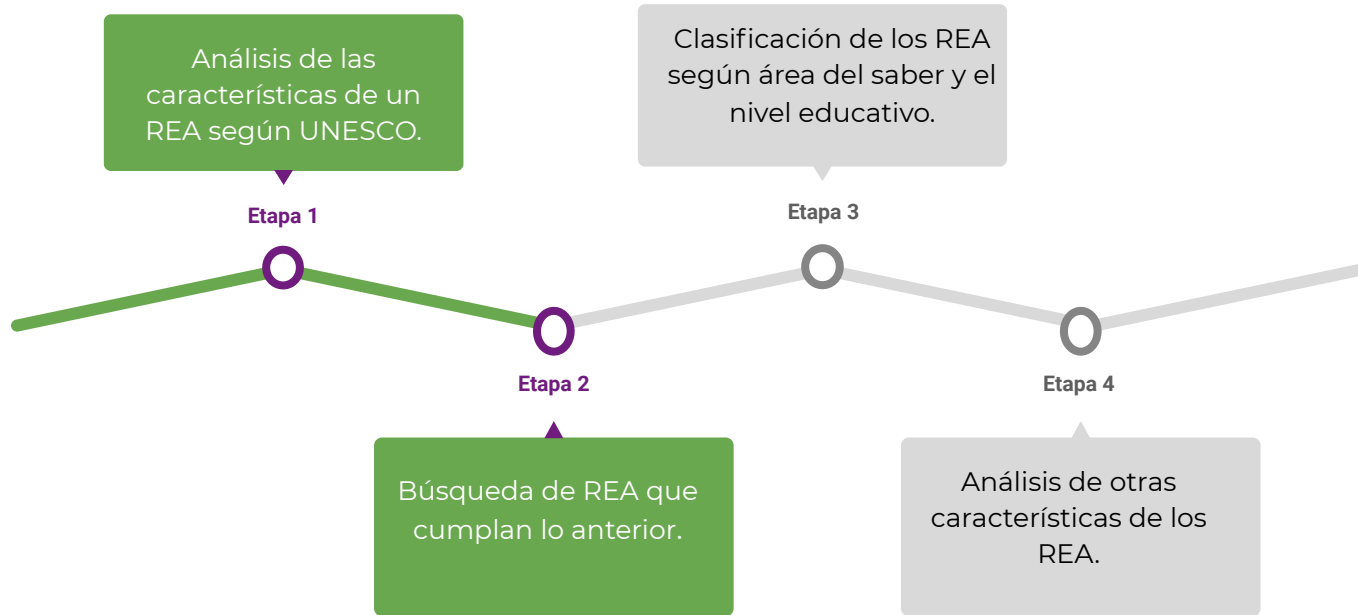 Análisis de las
características de un
REA según UNESCO.
Etapa 1
Etapa 2
Búsqueda de REA que
cumplan lo anterior.
Clasificación de los REA
según área del saber y el
nivel educativo.
Etapa 3
Etapa 4
Análisis de otras
características de los
REA.